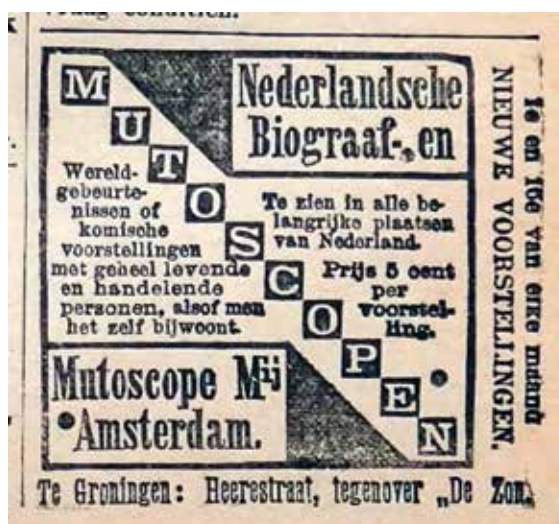 MUTOSCOPEN
Nederlandsche
Biograaf- en
Wereld-
gebeurte-
nissen of
komische
voorstellingen
met geheel levende
en handelende
personen, alsof men
het zelf bijwoont.
Te zien in alle be-
langrijke plaatsen
van Nederland.
Prijs 5 cent
per
voorstel-
ling.
Mutoscope Mij
Amsterdam.
1e en 16e van elke maand
NIEUWE VOORSTELLINGEN.
Te Groningen: Heerestraat, tegenover „De Zon.